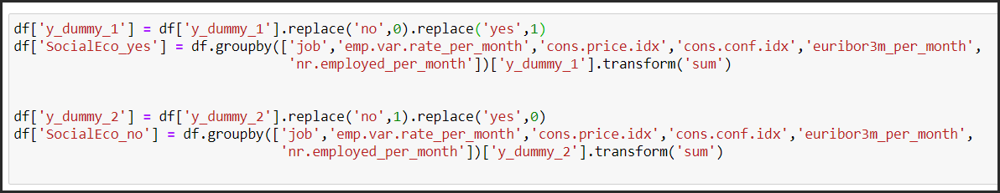 df['y_dummy_1'] = df['y_dummy_1'].replace('no',0).replace('yes',1)
df['SocialEco_yes'] = df.groupby(['job','emp.var.rate_per_month','cons.price.idx','cons.conf.idx','euribor3m_per_month',
'nr.employed_per_month'])['y_dummy_1'].transform('sum')
df['y_dummy_2'] = df['y_dummy_2'].replace('no',1).replace('yes',0)
df['SocialEco_no'] = df.groupby(['job','emp.var.rate_per_month','cons.price.idx','cons.conf.idx','euribor3m_per_month',
'nr.employed_per_month'])['y_dummy_2'].transform('sum')